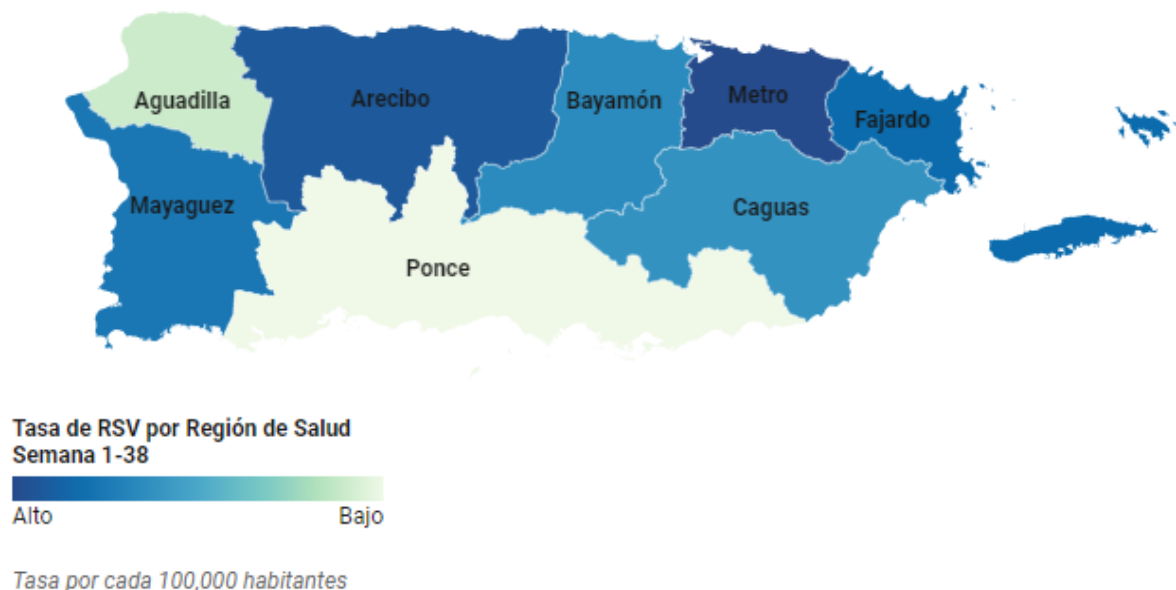 Aguadilla
Arecibo
Bayamón
Metro
Fajardo
Mayaguez
Caguas
Ponce
Tasa de RSV por Región de Salud
Semana 1-38
Alto Bajo
Tasa por cada 100,000 habitantes